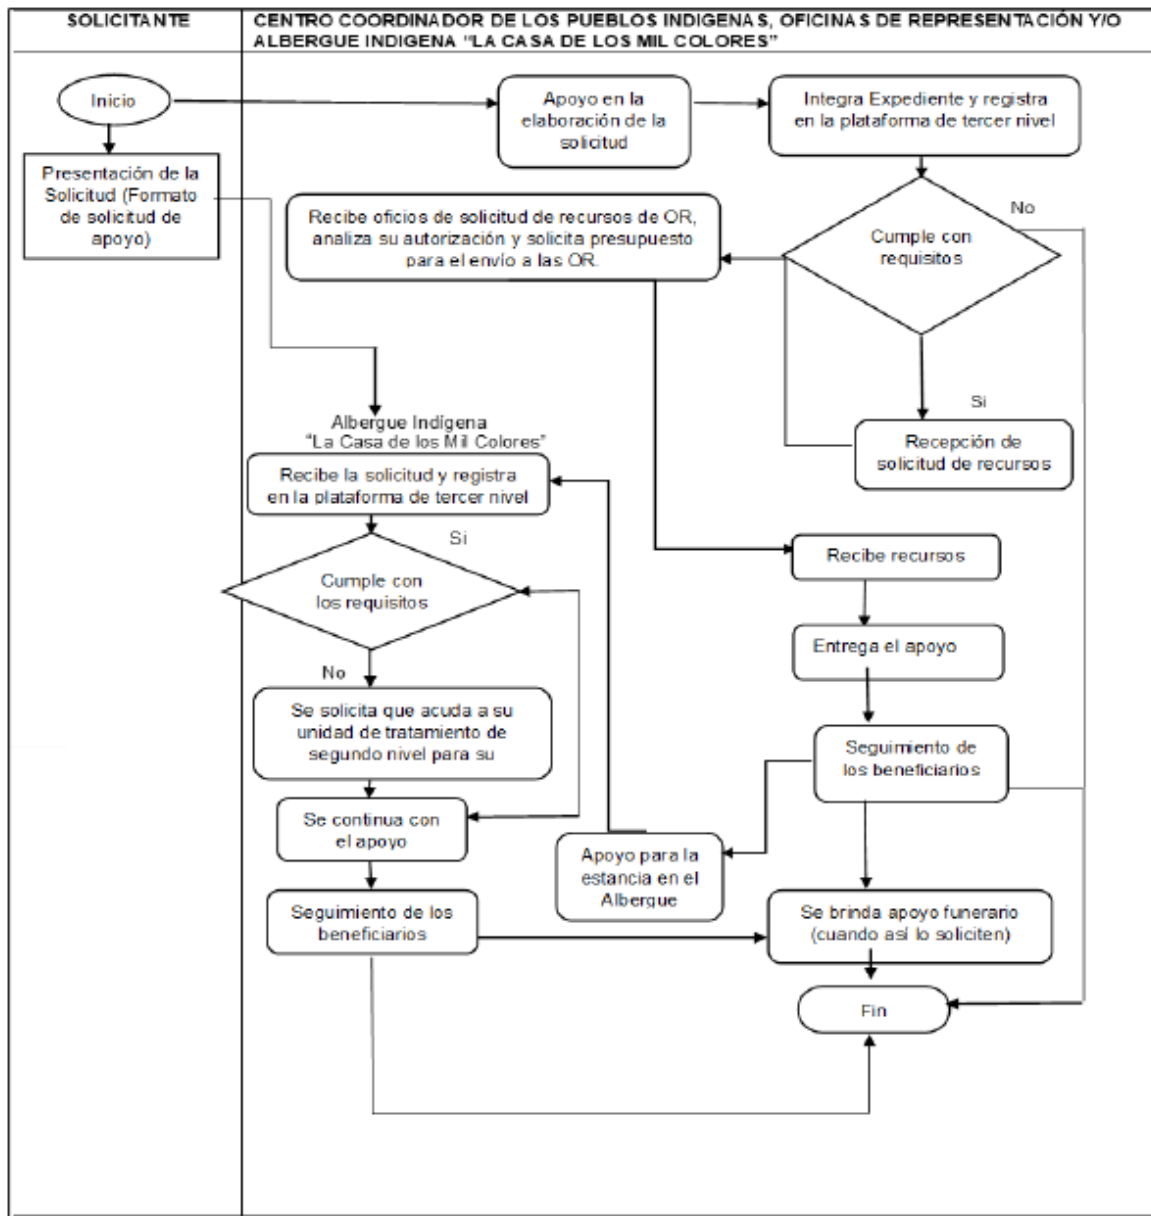 SOLICITANTE
CENTRO COORDINADOR DE LOS PUEBLOS INDIGENAS, OFICINAS DE REPRESENTACIÓN Y/O
ALBERGUE INDIGENA “LA CASA DE LOS MIL COLORES”
Inicio
Apoyo en la
elaboración de la
solicitud
Integra Expediente y registra
en la plataforma de tercer nivel
Presentación de la
Solicitud (Formato
de solicitud de
apoyo)
Recibe oficios de solicitud de recursos de OR,
analiza su autorización y solicita presupuesto
para el envío a las OR.
No
Cumple con
requisitos
Si
Recepción de
solicitud de recursos
Albergue Indígena
“La Casa de los Mil Colores”
Recibe la solicitud y registra
en la plataforma de tercer nivel
Si
Cumple con
los requisitos
No
Recibe recursos
Entrega el apoyo
Se solicita que acuda a su
unidad de tratamiento de
segundo nivel para su
Seguimiento de
los beneficiarios
Se continua con
el apoyo
Apoyo para la
estancia en el
Albergue
Seguimiento de los
beneficiarios
Se brinda apoyo funerario
(cuando así lo soliciten)
Fin